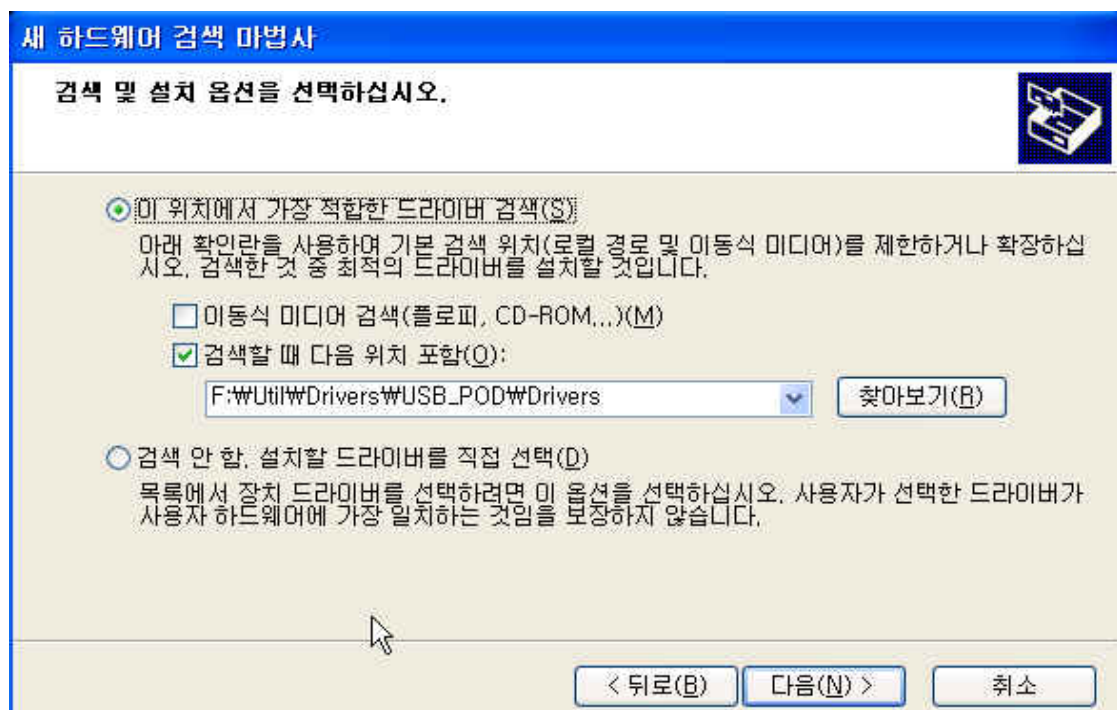 새 하드웨어 검색 마법사
검색 및 설치 옵션을 선택하십시오.
이 위치에서 가장 적합한 드라이버 검색(S)
아래 확인란을 사용하여 기본 검색 위치(로컬 경로 및 이동식 미디어)를 제한하거나 확장하십
시오. 검색한 것 중 최적의 드라이버를 설치할 것입니다.
이동식 미디어 검색(플로피, CD-ROM...)(M)
검색할 때 다음 위치 포함(O):
F:₩Util₩Drivers₩USB_POD₩Drivers
찾아보기(R)
검색 안 함. 설치할 드라이버를 직접 선택(D)
목록에서 장치 드라이버를 선택하려면 이 옵션을 선택하십시오. 사용자가 선택한 드라이버가
사용자 하드웨어에 가장 일치하는 것임을 보장하지 않습니다.
< 뒤로(B) 다음(N) > 취소